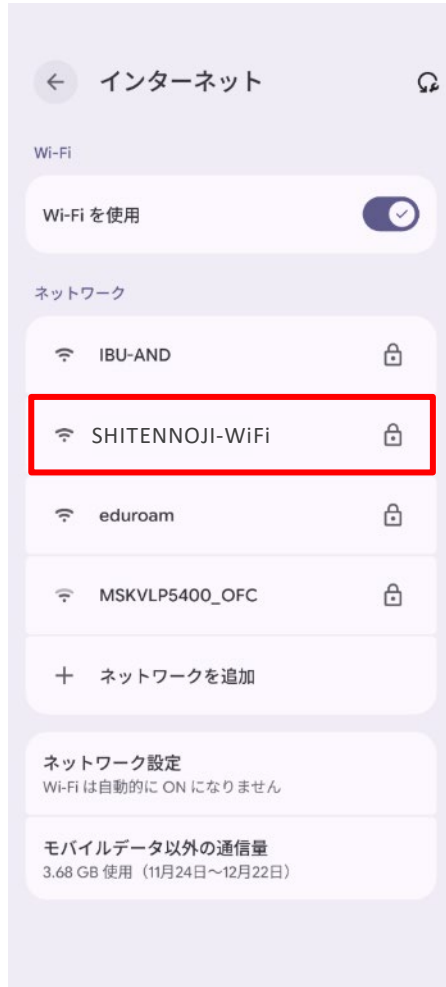 インターネット
Wi-Fi
Wi-Fi を使用
ネットワーク
IBU-AND
SHITENNOJI-WiFi
eduroam
MSKVLP5400_OFC
ネットワークを追加
ネットワーク設定
Wi-Fi は自動的に ON になりません
モバイルデータ以外の通信量
3.68 GB 使用（11月24日～12月22日）